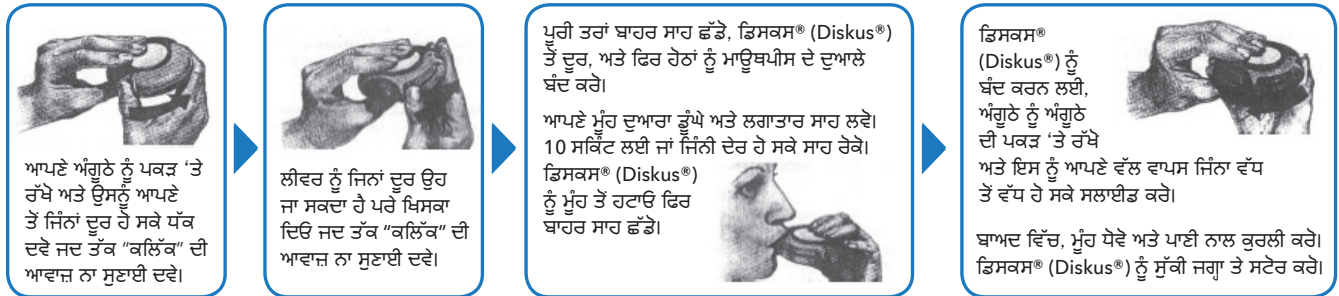 ਆਪਣੇ ਅੰਗੂਠੇ ਨੂੰ ਪਕੜ 'ਤੇ
ਰੱਖੋ ਅਤੇ ਉਸਨੂੰ ਆਪਣੇ
ਤੋਂ ਜਿੰਨਾਂ ਦੂਰ ਹੋ ਸਕੇ ਧੱਕ
ਦਵੋ ਜਦ ਤੱਕ "ਕਲਿੱਕ" ਦੀ
ਆਵਾਜ਼ ਨਾ ਸੁਣਾਈ ਦਵੇ।
ਲੀਵਰ ਨੂੰ ਜਿਨਾਂ ਦੂਰ ਉਹ
ਜਾ ਸਕਦਾ ਹੈ ਪਰੇ ਖਿਸਕਾ
ਦਿਓ ਜਦ ਤੱਕ "ਕਲਿੱਕ" ਦੀ
ਆਵਾਜ਼ ਨਾ ਸੁਣਾਈ ਦਵੇ।
ਪੂਰੀ ਤਰਾਂ ਬਾਹਰ ਸਾਹ ਛੱਡੋ, ਡਿਸਕਸ® (Diskus®)
ਤੋਂ ਦੂਰ, ਅਤੇ ਫਿਰ ਹੋਠਾਂ ਨੂੰ ਮਾਊਥਪੀਸ ਦੇ ਦੁਆਲੇ
ਬੰਦ ਕਰੋ।
ਆਪਣੇ ਮੂੰਹ ਦੁਆਰਾ ਡੂੰਘੇ ਅਤੇ ਲਗਾਤਾਰ ਸਾਹ ਲਵੋ।
10 ਸਕਿੰਟ ਲਈ ਜਾਂ ਜਿੰਨੀ ਦੇਰ ਹੋ ਸਕੇ ਸਾਹ ਰੋਕੋ।
ਡਿਸਕਸ® (Diskus®)
ਨੂੰ ਮੂੰਹ ਤੋਂ ਹਟਾਓ ਫਿਰ
ਬਾਹਰ ਸਾਹ ਛੱਡੋ।
ਡਿਸਕਸ®
(Diskus®) ਨੂੰ
ਬੰਦ ਕਰਨ ਲਈ,
ਅੰਗੂਠੇ ਨੂੰ ਅੰਗੂਠੇ
ਦੀ ਪਕੜ 'ਤੇ ਰੱਖੋ
ਅਤੇ ਇਸ ਨੂੰ ਆਪਣੇ ਵੱਲ ਵਾਪਸ ਜਿੰਨਾ ਵੱਧ
ਤੋਂ ਵੱਧ ਹੋ ਸਕੇ ਸਲਾਈਡ ਕਰੋ।
ਬਾਅਦ ਵਿੱਚ, ਮੂੰਹ ਧੋਵੋ ਅਤੇ ਪਾਣੀ ਨਾਲ ਕੁਰਲੀ ਕਰੋ।
ਡਿਸਕਸ® (Diskus®) ਨੂੰ ਸੁੱਕੀ ਜਗ੍ਹਾ ਤੇ ਸਟੋਰ ਕਰੋ।